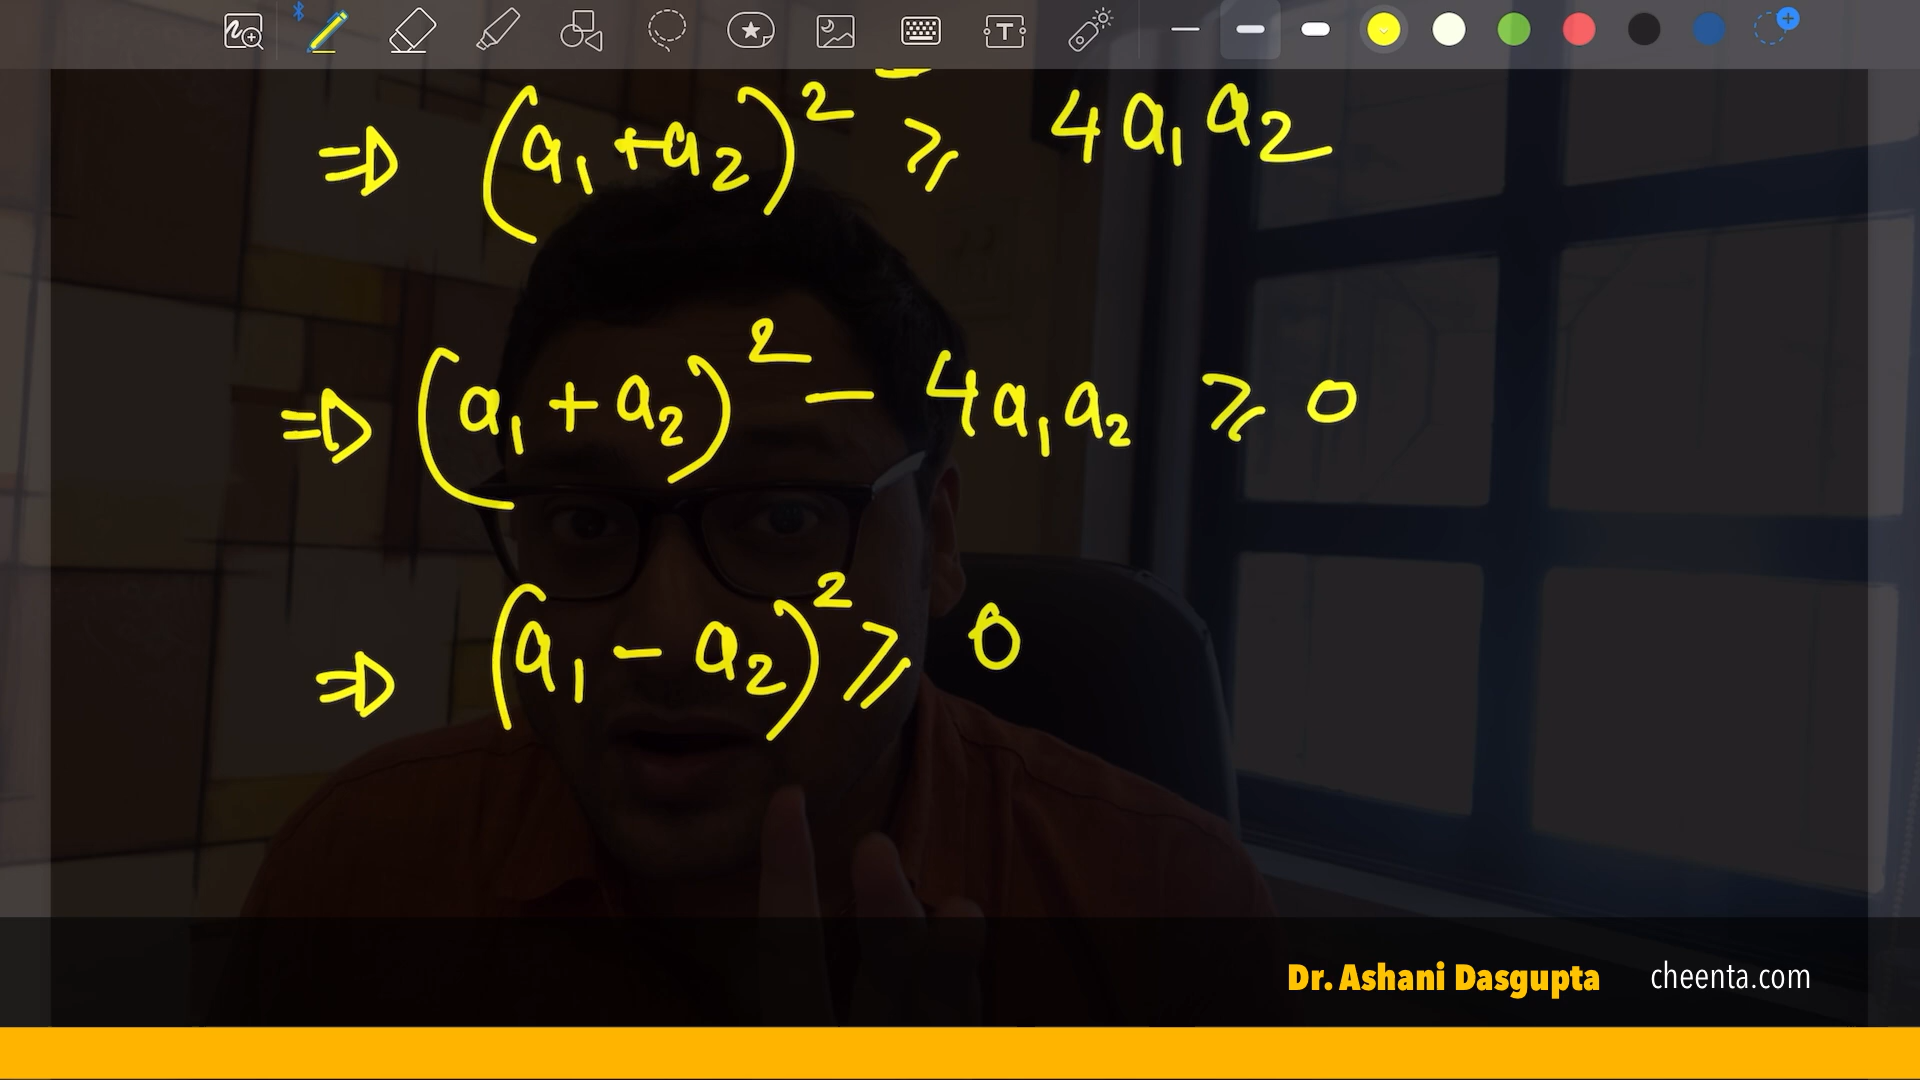 ⇒ (a₁ + a₂)² ⩾ 4a₁a₂
⇒ (a₁ + a₂)² − 4a₁a₂ ⩾ 0
⇒ (a₁ − a₂)² ⩾ 0
Dr. Ashani Dasgupta cheenta.com